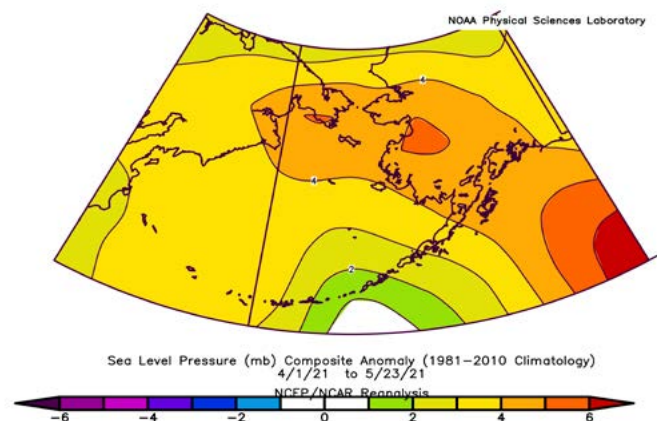 NOAA Physical Sciences Laboratory
4
4
2
Sea Level Pressure (mb) Composite Anomaly (1981-2010 Climatology)
4/1/21 to 5/23/21
NCEP/NCAR Reanalysis
-6 -4 -2 0 2 4 6